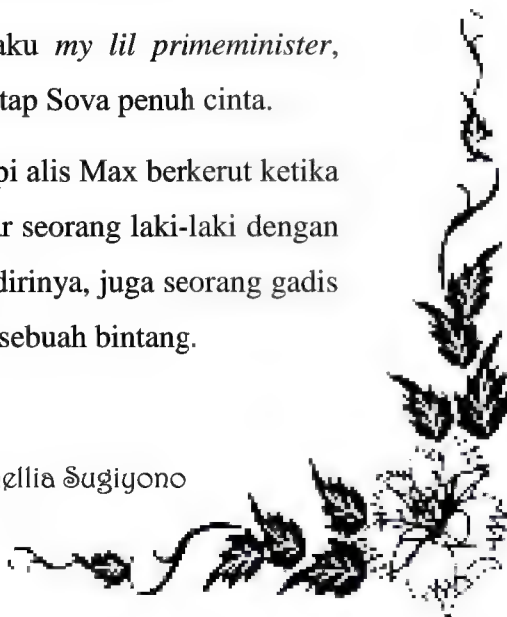 aku my lil primeminister,
tap Sova penuh cinta.
pi alis Max berkerut ketika
ar seorang laki-laki dengan
dirinya, juga seorang gadis
sebuah bintang.
ellia Sugiyono